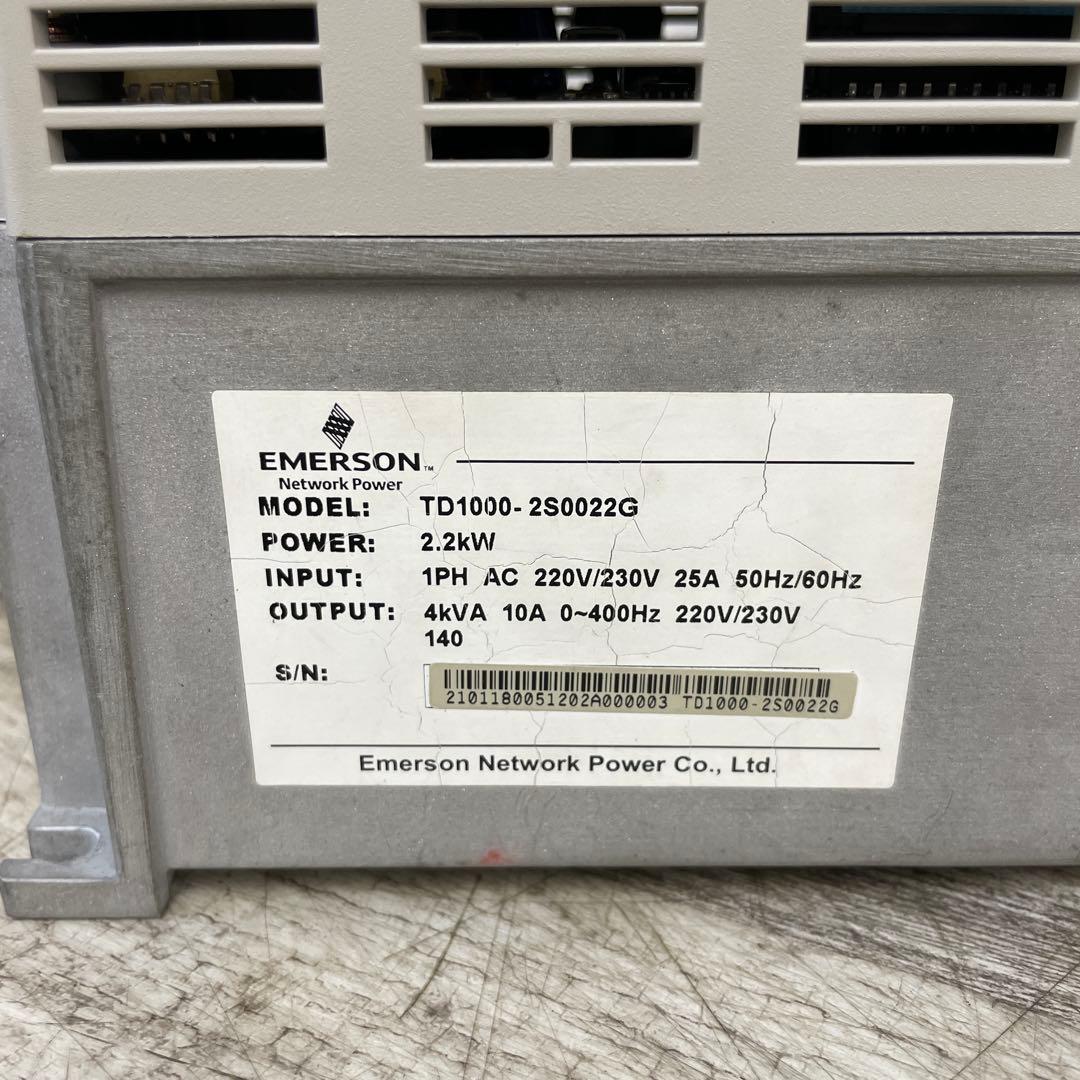 EMERSON™
Network Power
MODEL: TD1000-2S0022G
POWER: 2.2kW
INPUT: 1PH AC 220V/230V 25A 50Hz/60Hz
OUTPUT: 4kVA 10A 0~400Hz 220V/230V
140
S/N:
2101180051202A000003 TD1000-2S0022G
Emerson Network Power Co., Ltd.